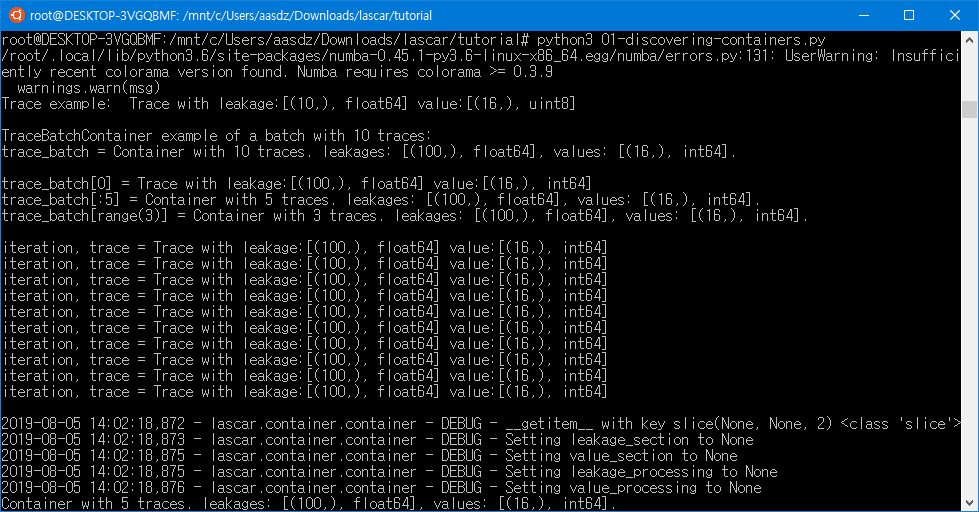 root@DESKTOP-3VGQBMF: /mnt/c/Users/aasdz/Downloads/lascar/tutorial
root@DESKTOP-3VGQBMF:/mnt/c/Users/aasdz/Downloads/lascar/tutorial# python3 01-discovering-containers.py
/root/.local/lib/python3.6/site-packages/numba-0.45.1-py3.6-linux-x86_64.egg/numba/errors.py:131: UserWarning: Insuffici
ently recent colorama version found. Numba requires colorama >= 0.3.9
  warnings.warn(msg)
Trace example:  Trace with leakage:[(10,), float64] value:[(16,), uint8]
TraceBatchContainer example of a batch with 10 traces:
trace_batch = Container with 10 traces. leakages: [(100,), float64], values: [(16,), int64].
trace_batch[0] = Trace with leakage:[(100,), float64] value:[(16,), int64]
trace_batch[:5] = Container with 5 traces. leakages: [(100,), float64], values: [(16,), int64].
trace_batch[range(3)] = Container with 3 traces. leakages: [(100,), float64], values: [(16,), int64].
iteration, trace = Trace with leakage:[(100,), float64] value:[(16,), int64]
iteration, trace = Trace with leakage:[(100,), float64] value:[(16,), int64]
iteration, trace = Trace with leakage:[(100,), float64] value:[(16,), int64]
iteration, trace = Trace with leakage:[(100,), float64] value:[(16,), int64]
iteration, trace = Trace with leakage:[(100,), float64] value:[(16,), int64]
iteration, trace = Trace with leakage:[(100,), float64] value:[(16,), int64]
iteration, trace = Trace with leakage:[(100,), float64] value:[(16,), int64]
iteration, trace = Trace with leakage:[(100,), float64] value:[(16,), int64]
iteration, trace = Trace with leakage:[(100,), float64] value:[(16,), int64]
iteration, trace = Trace with leakage:[(100,), float64] value:[(16,), int64]
2019-08-05 14:02:18,872 - lascar.container.container - DEBUG - __getitem__ with key slice(None, None, 2) <class 'slice'>
2019-08-05 14:02:18,873 - lascar.container.container - DEBUG - Setting leakage_section to None
2019-08-05 14:02:18,875 - lascar.container.container - DEBUG - Setting value_section to None
2019-08-05 14:02:18,875 - lascar.container.container - DEBUG - Setting leakage_processing to None
2019-08-05 14:02:18,876 - lascar.container.container - DEBUG - Setting value_processing to None
Container with 5 traces. leakages: [(100,), float64], values: [(16,), int64].